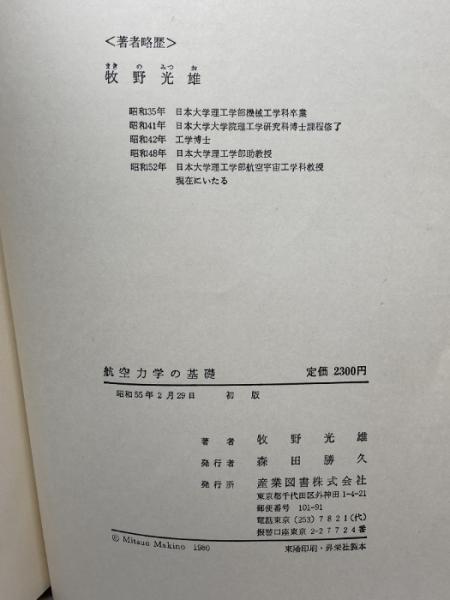 <著者略歴>
まき の みつ お
牧野光雄
昭和35年 日本大学理工学部機械工学科卒業
昭和41年 日本大学大学院理工学研究科博士課程修了
昭和42年 工学博士
昭和48年 日本大学理工学部助教授
昭和52年 日本大学理工学部航空宇宙工学科教授
現在にいたる
航空力学の基礎 定価 2300円
昭和55年2月29日 初版
著者 牧野光雄
発行者 森田勝久
発行所 産業図書株式会社
東京都千代田区外神田1-4-21
郵便番号 101-91
電話東京(253)7821(代)
振替口座東京 2-27724番
© Mitsuo Makino 1980 東陽印刷・昇栄社製本